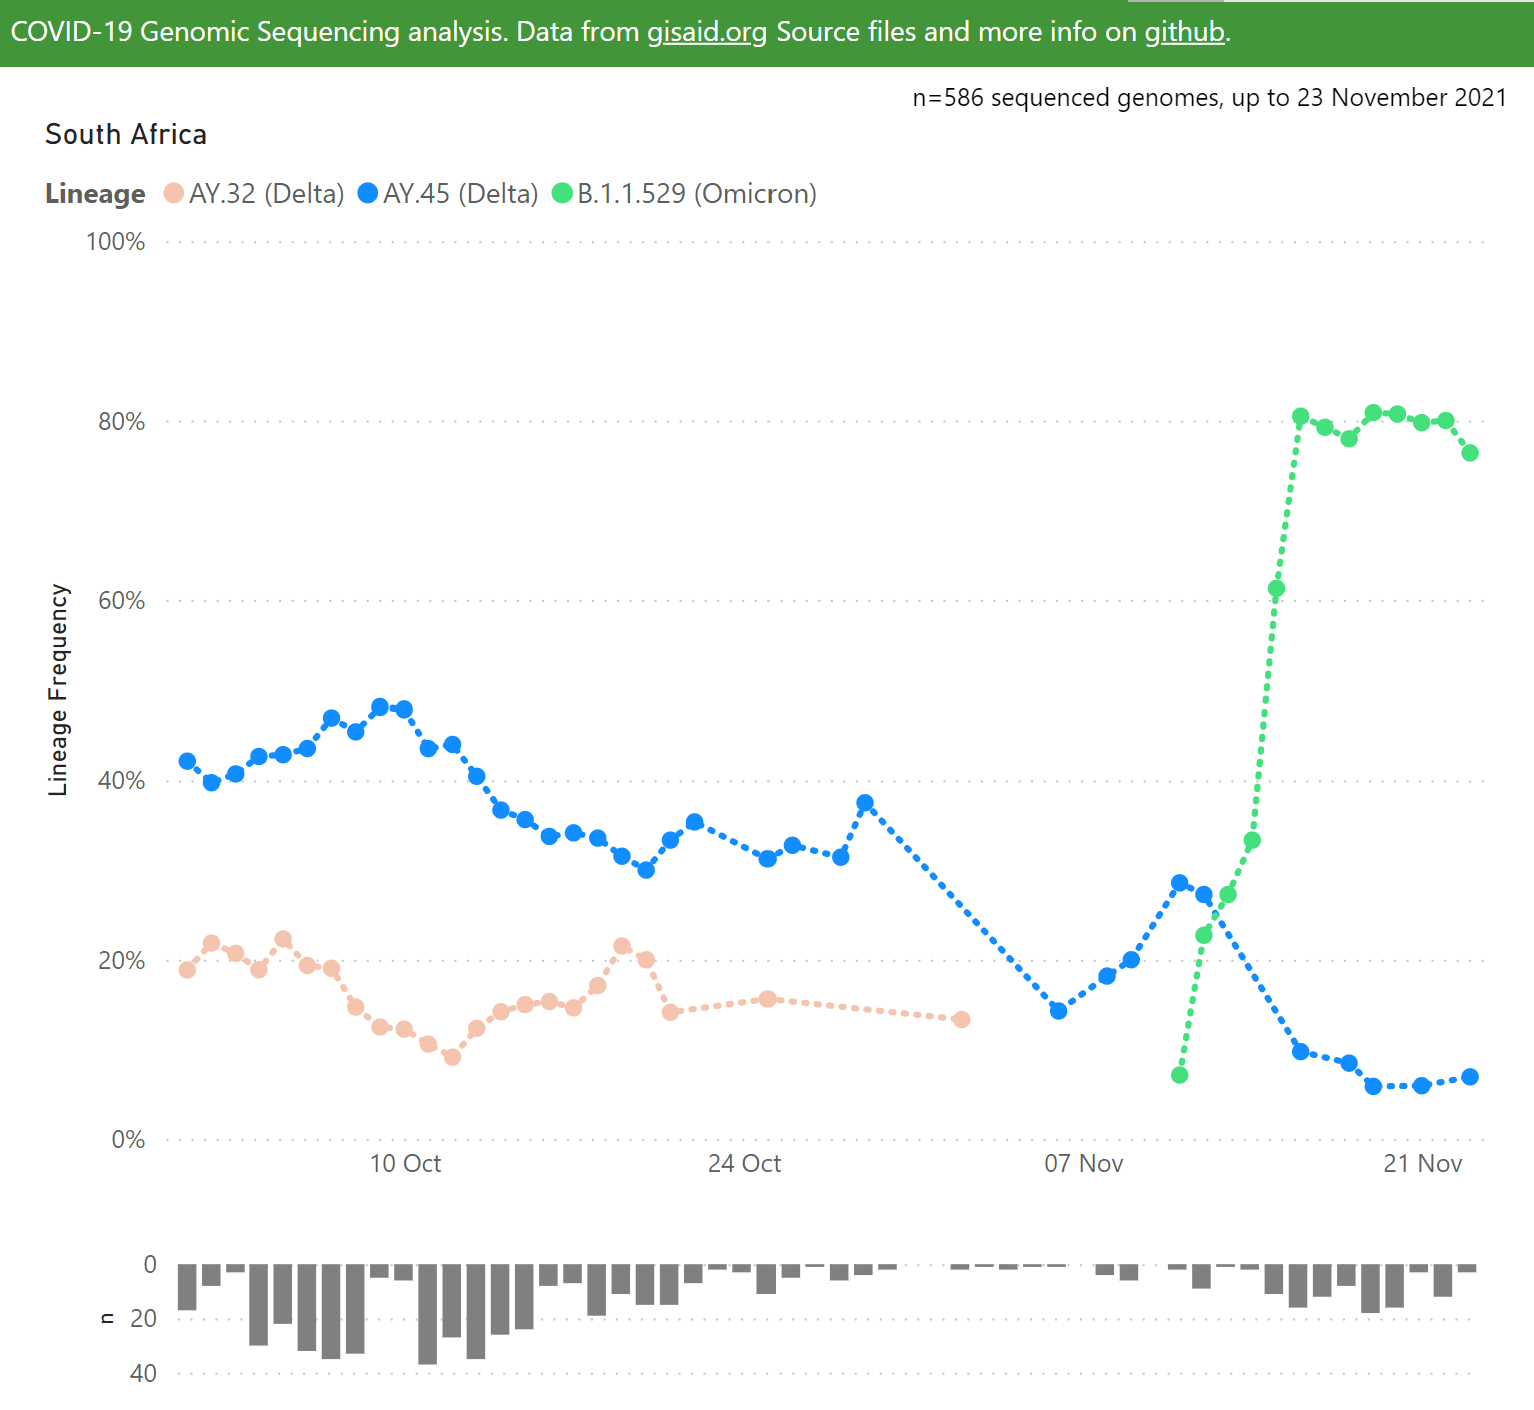 COVID-19 Genomic Sequencing analysis. Data from gisaid.org Source files and more info on github.
n=586 sequenced genomes, up to 23 November 2021
South Africa
Lineage AY.32 (Delta) AY.45 (Delta) B.1.1.529 (Omicron)
100%
80%
60%
40%
20%
0%
Lineage Frequency
10 Oct 24 Oct 07 Nov 21 Nov
0
20
40
n